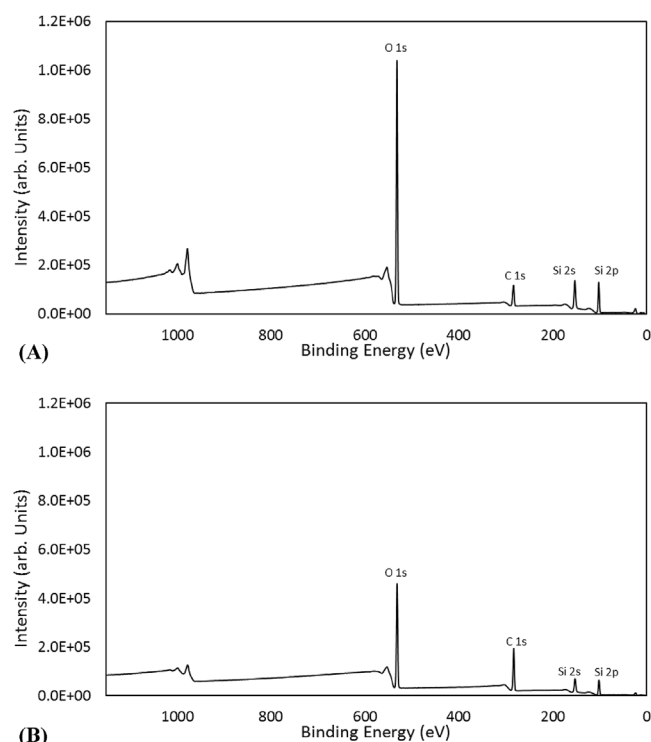 1.2E+06
O 1s
1.0E+06
8.0E+05
6.0E+05
4.0E+05
2.0E+05
C 1s
Si 2s
Si 2p
0.0E+00
1000
800
600
400
200
0
Intensity (arb. Units)
Binding Energy (eV)
(A)
1.2E+06
1.0E+06
8.0E+05
6.0E+05
O 1s
4.0E+05
2.0E+05
C 1s
Si 2s
Si 2p
0.0E+00
1000
800
600
400
200
0
Intensity (arb. Units)
Binding Energy (eV)
(B)